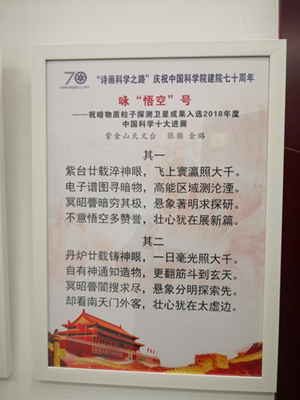 70
“诗画科学之路”庆祝中国科学院建院七十周年
咏“悟空”号
——祝暗物质粒子探测卫星成果入选2018年度
中国科学十大进展
紫金山天文台 张颖 金璐
其一
紫台廿载淬神眼，飞上寰瀛照大千。
电子谱图寻暗物，高能区域测沦湮。
冥昭瞢暗穷其极，悬象著明求探研。
不意悟空多赞誉，壮心犹在展新篇。
其二
丹炉廿载铸神眼，一日毫光照大千。
自有神通知造物，更翻筋斗到玄天。
冥昭瞢闇搜求尽，悬象分明探索先。
却看南天门外客，壮心犹在太虚边。